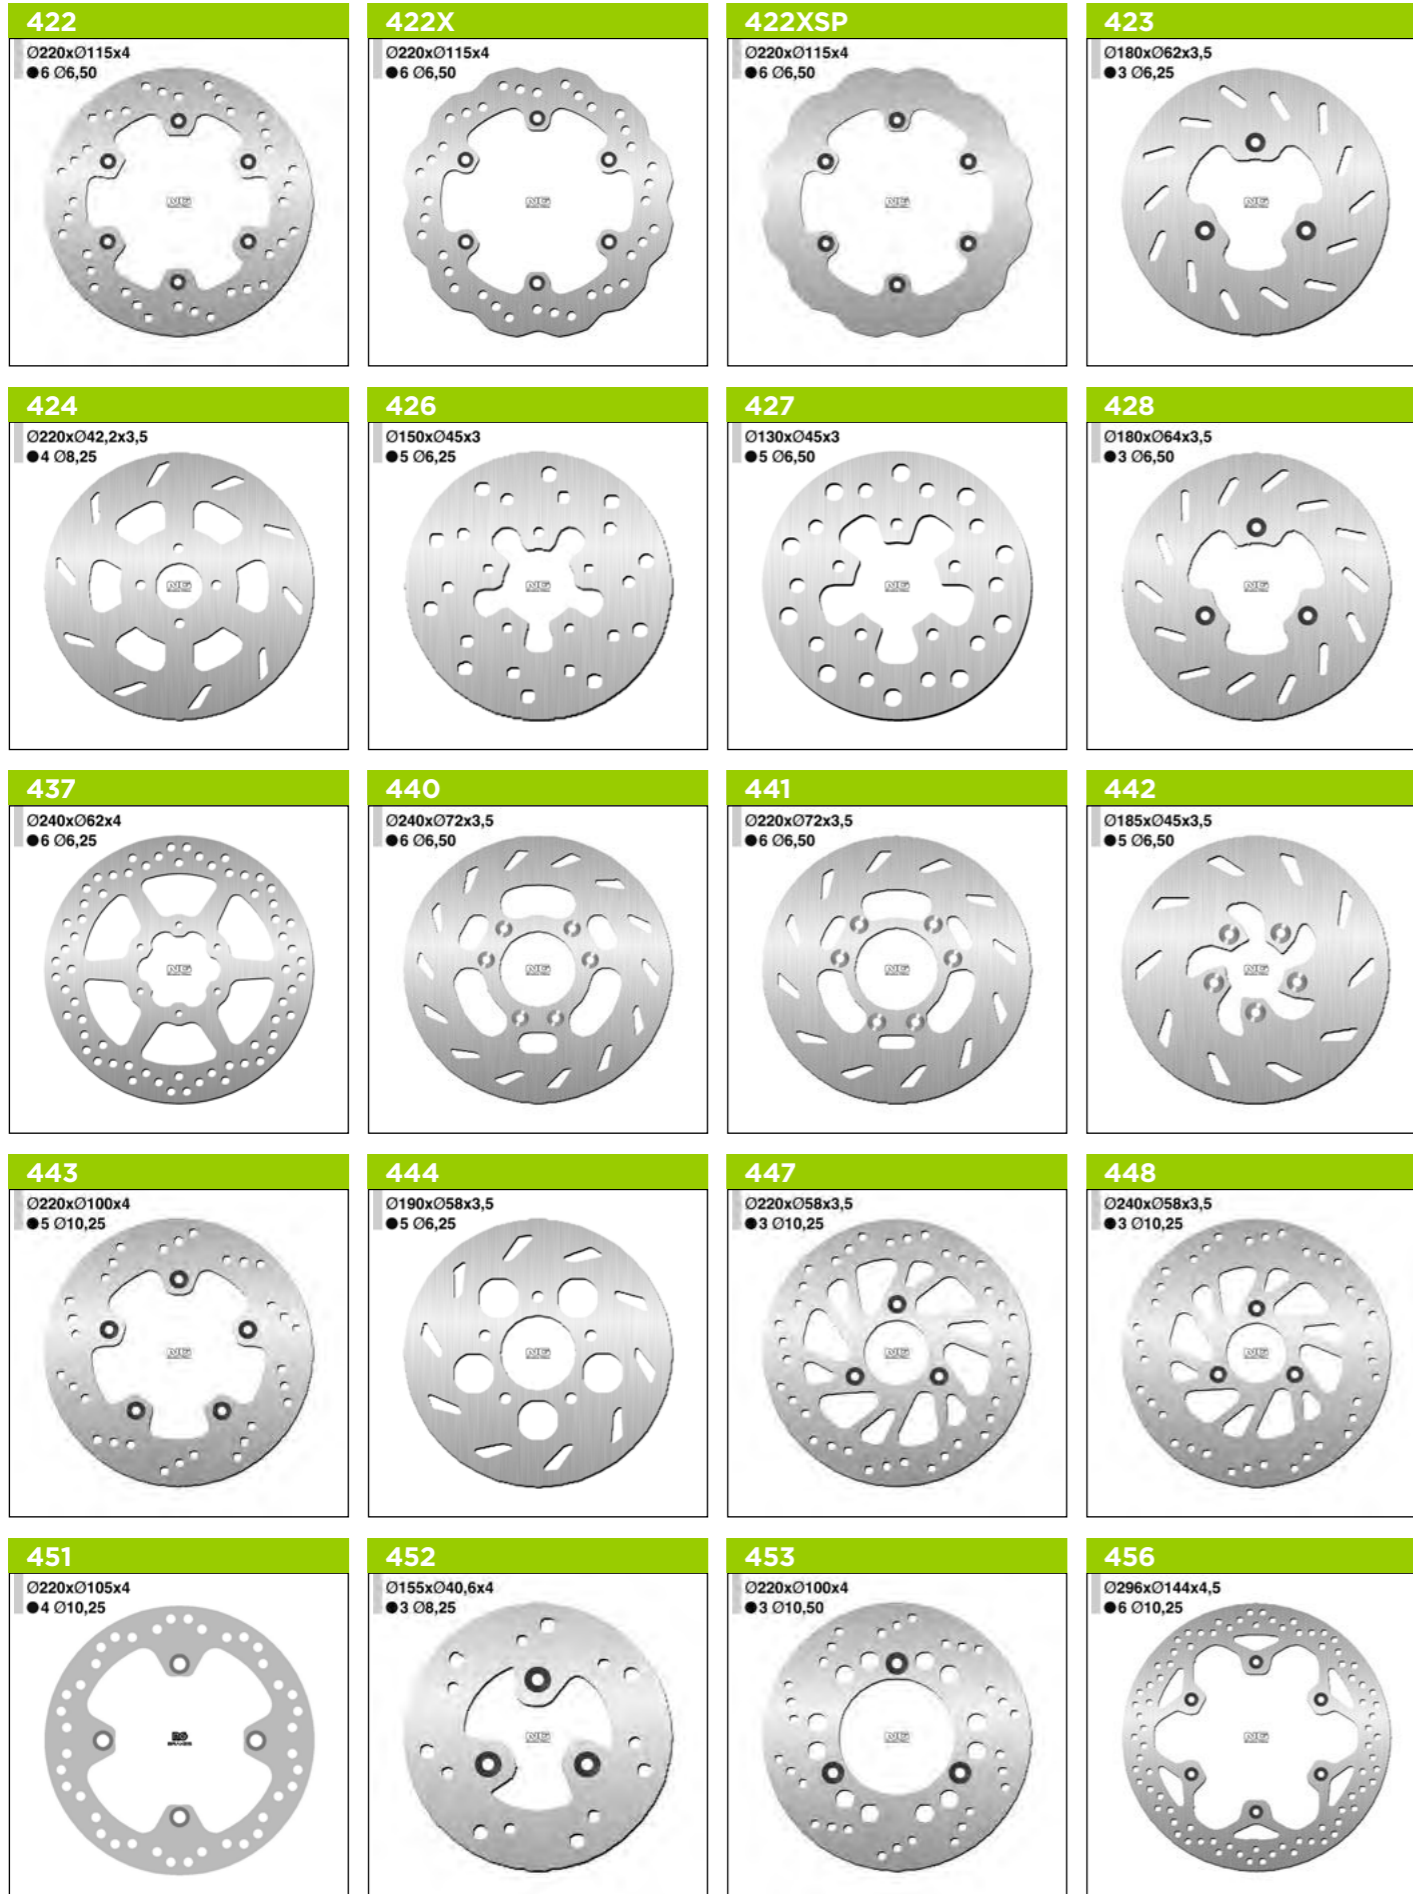 422
Ø220xØ115x4
●6 Ø6,50
422X
Ø220xØ115x4
●6 Ø6,50
422XSP
Ø220xØ115x4
●6 Ø6,50
423
Ø180xØ62x3,5
●3 Ø6,25
424
Ø220xØ42,2x3,5
●4 Ø8,25
426
Ø150xØ45x3
●5 Ø6,25
427
Ø130xØ45x3
●5 Ø6,50
428
Ø180xØ64x3,5
●3 Ø6,50
437
Ø240xØ62x4
●6 Ø6,25
440
Ø240xØ72x3,5
●6 Ø6,50
441
Ø220xØ72x3,5
●6 Ø6,50
442
Ø185xØ45x3,5
●5 Ø6,50
443
Ø220xØ100x4
●5 Ø10,25
444
Ø190xØ58x3,5
●5 Ø6,25
447
Ø220xØ58x3,5
●3 Ø10,25
448
Ø240xØ58x3,5
●3 Ø10,25
451
Ø220xØ105x4
●4 Ø10,25
NG
BRAKES
452
Ø155xØ40,6x4
●3 Ø8,25
453
Ø220xØ100x4
●3 Ø10,50
456
Ø296xØ144x4,5
●6 Ø10,25